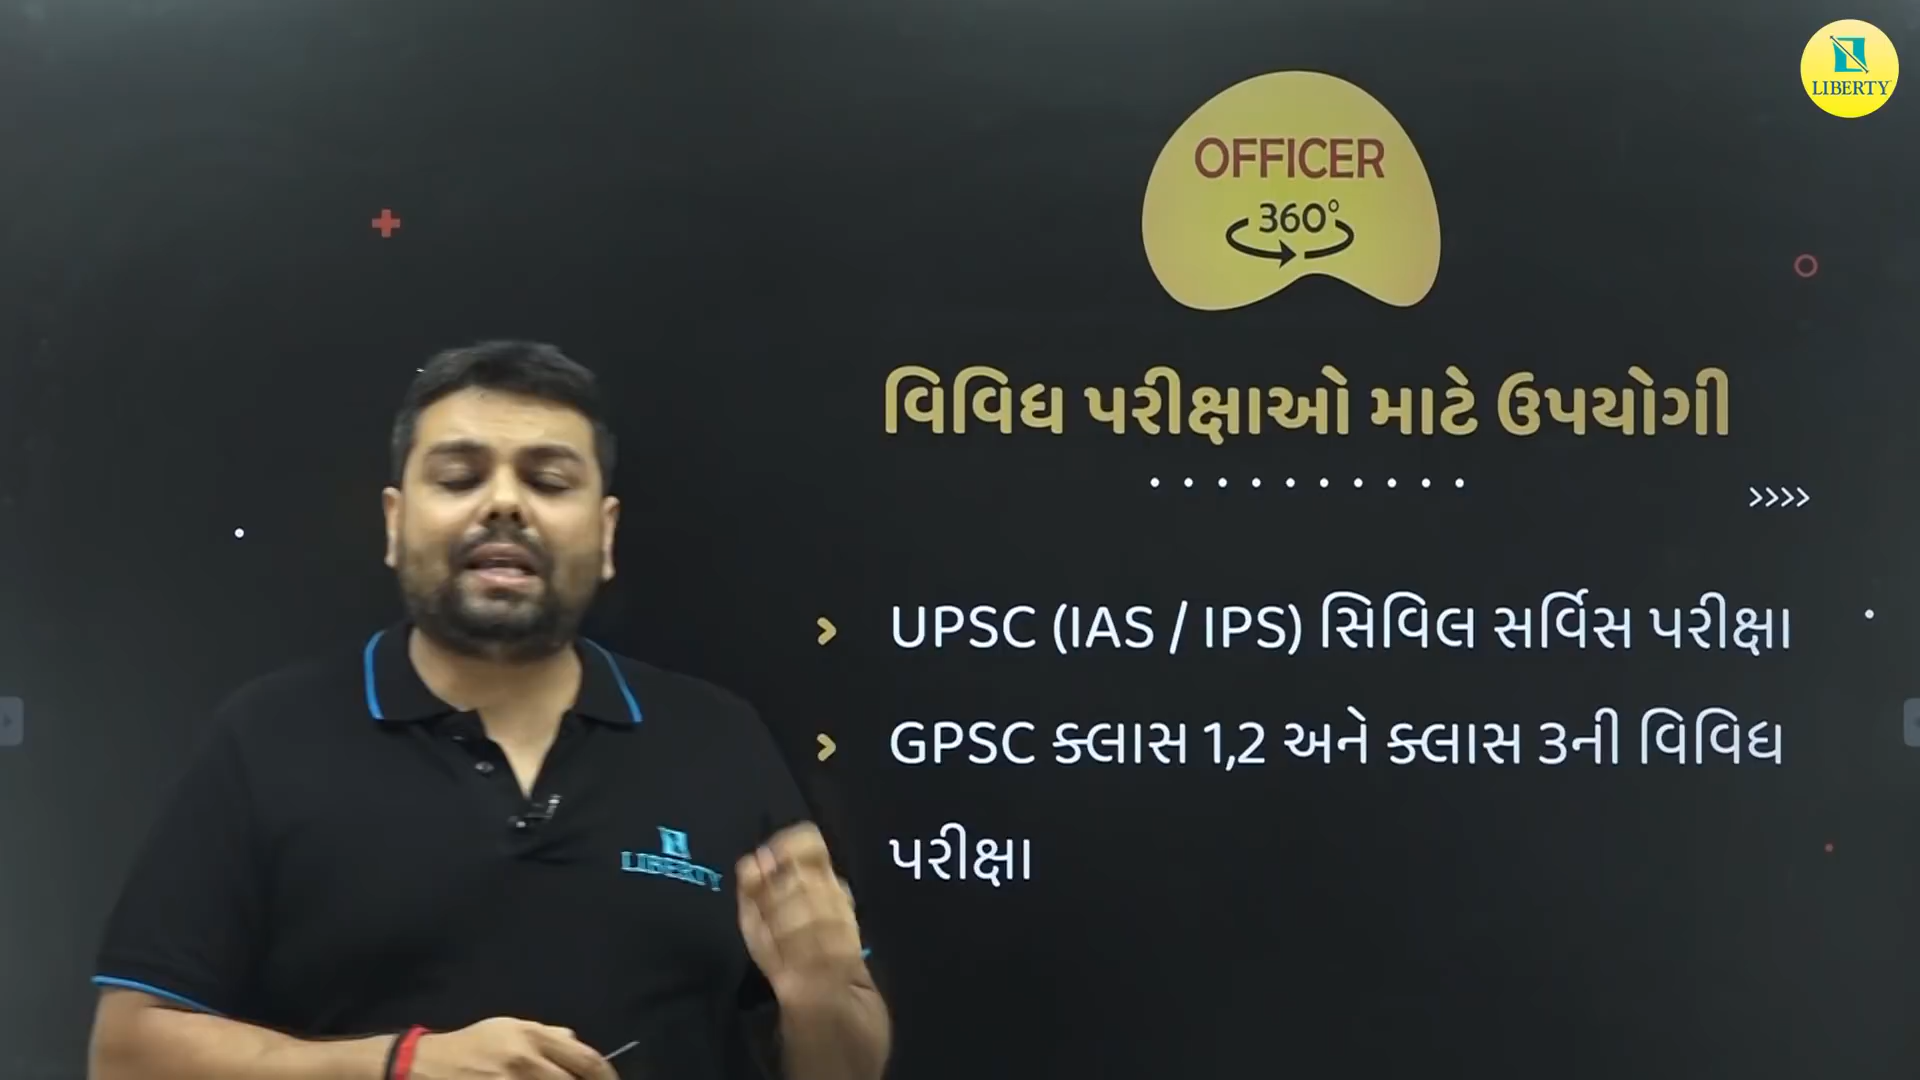 LIBERTY
OFFICER
360°
વિવિધ પરીક્ષાઓ માટે ઉપયોગી
UPSC (IAS / IPS) સિવિલ સર્વિસ પરીક્ષા
GPSC ક્લાસ 1,2 અને ક્લાસ 3ની વિવિધ
પરીક્ષા
LIBERTY